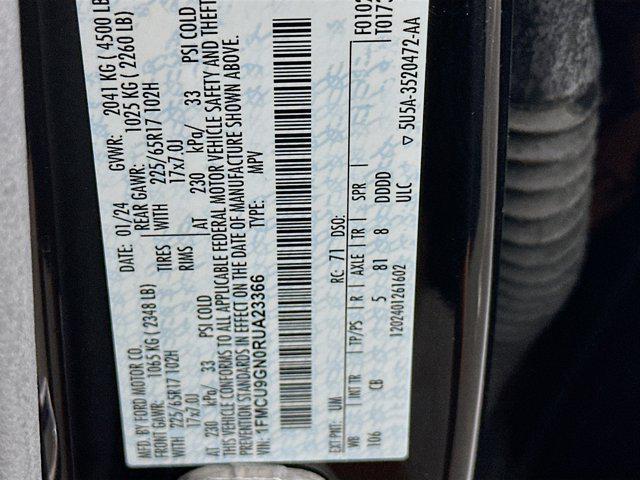 MFD. BY FORD MOTOR CO.
DATE: 01/24
GVWR: 2041 KG ( 4500 LB
FRONT GAWR: 1065 KG ( 2348 LB)
REAR GAWR: 1025 KG ( 2260 LB)
WITH 225/65R17 102H
TIRES WITH 225/65R17 102H
17x7.0J
RIMS 17x7.0J
AT 230 kPa/ 33 PSI COLD
AT 230 kPa/ 33 PSI COLD
THIS VEHICLE CONFORMS TO ALL APPLICABLE FEDERAL MOTOR VEHICLE SAFETY AND THEFT
PREVENTION STANDARDS IN EFFECT ON THE DATE OF MANUFACTURE SHOWN ABOVE.
VIN: 1FMCU9GN0RUA23366
TYPE: MPV
EXT PNT: UM
RC: 71 DSO:
WB INT TR TP/PS R AXLE TR SPR
106 CB 5 81 8 DDDD
ULC
120240126I602
▽ 5U5A-3520472-AA